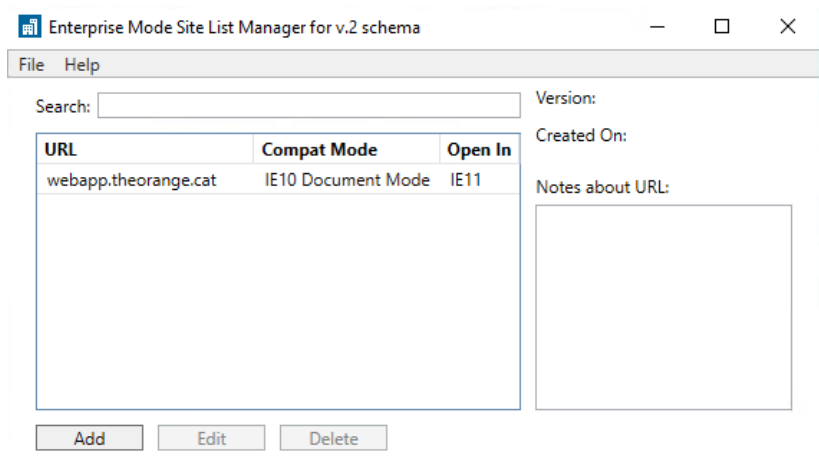 Enterprise Mode Site List Manager for v.2 schema
File Help
Search:
Version:
Created On:
URL Compat Mode Open In
webapp.theorange.cat IE10 Document Mode IE11
Notes about URL:
Add Edit Delete